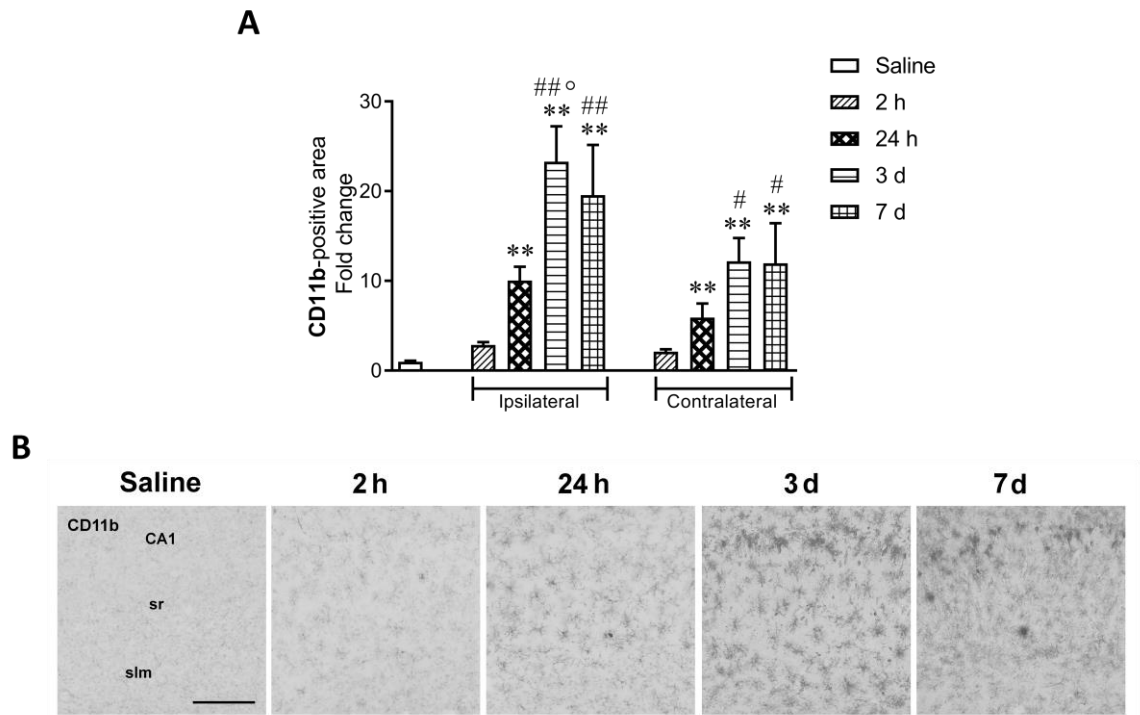 A
Saline
2 h
24 h
3 d
7 d
CD11b-positive area
Fold change
30
20
10
0
##○
**
##
**
**
#
**
#
**
**
Ipsilateral
Contralateral
B
Saline
2 h
24 h
3 d
7 d
CD11b
CA1
sr
slm